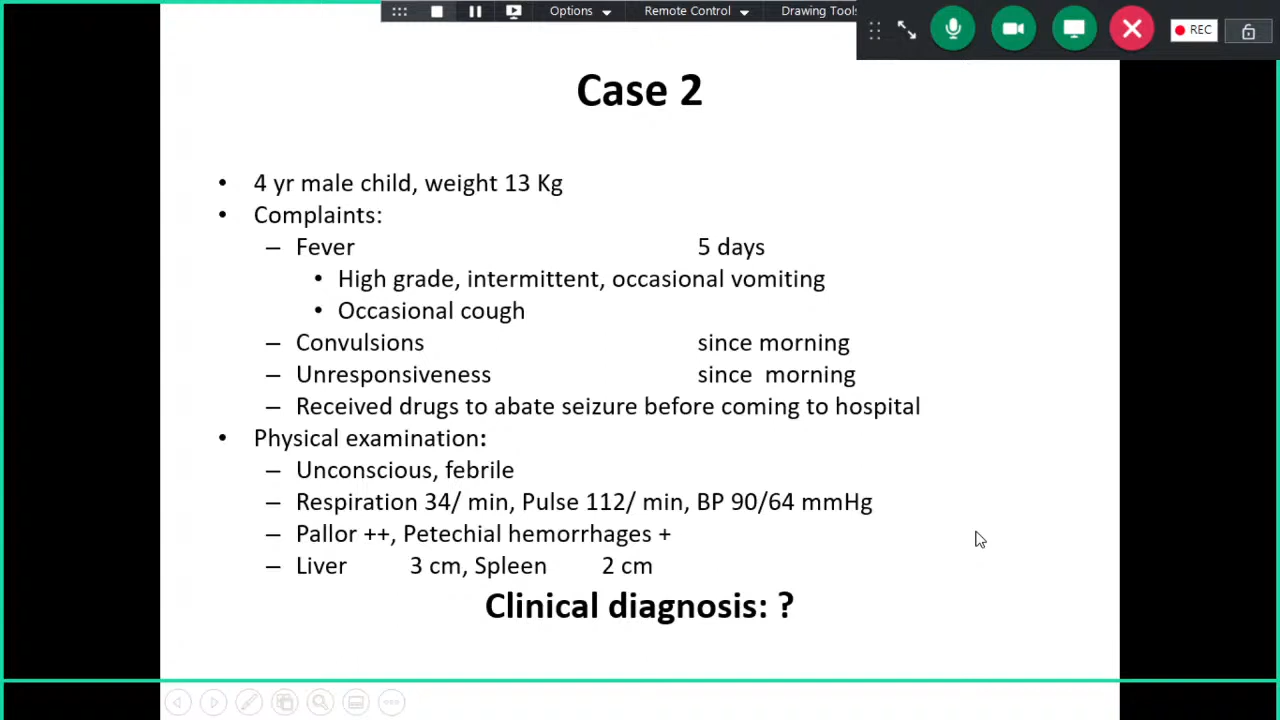 Options
Remote Control
Drawing Tools
REC
Case 2
• 4 yr male child, weight 13 Kg
• Complaints:
– Fever 5 days
• High grade, intermittent, occasional vomiting
• Occasional cough
– Convulsions since morning
– Unresponsiveness since morning
– Received drugs to abate seizure before coming to hospital
• Physical examination:
– Unconscious, febrile
– Respiration 34/ min, Pulse 112/ min, BP 90/64 mmHg
– Pallor ++, Petechial hemorrhages +
– Liver 3 cm, Spleen 2 cm
Clinical diagnosis: ?